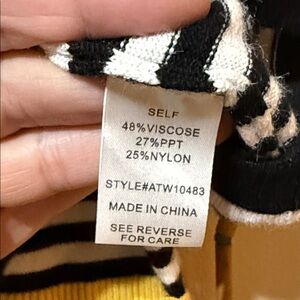 SELF
48%VISCOSE
27%PPT
25%NYLON
STYLE#ATW10483
MADE IN CHINA
SEE REVERSE
FOR CARE